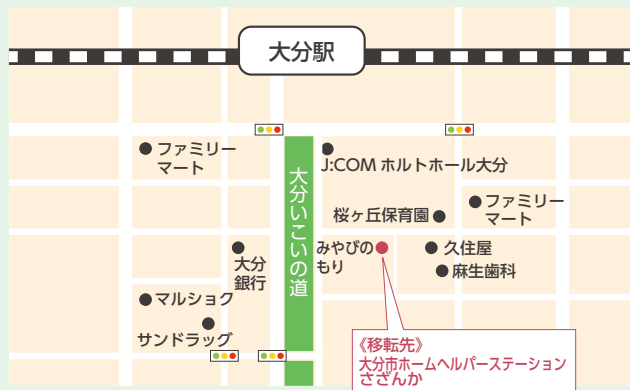 大分駅
ファミリー
マート
J:COM ホルトホール大分
大分いこいの道
桜ヶ丘保育園
ファミリー
マート
みやびの
もり
久住屋
麻生歯科
大分
銀行
マルショク
サンドラッグ
《移転先》
大分市ホームヘルパーステーション
さざんか